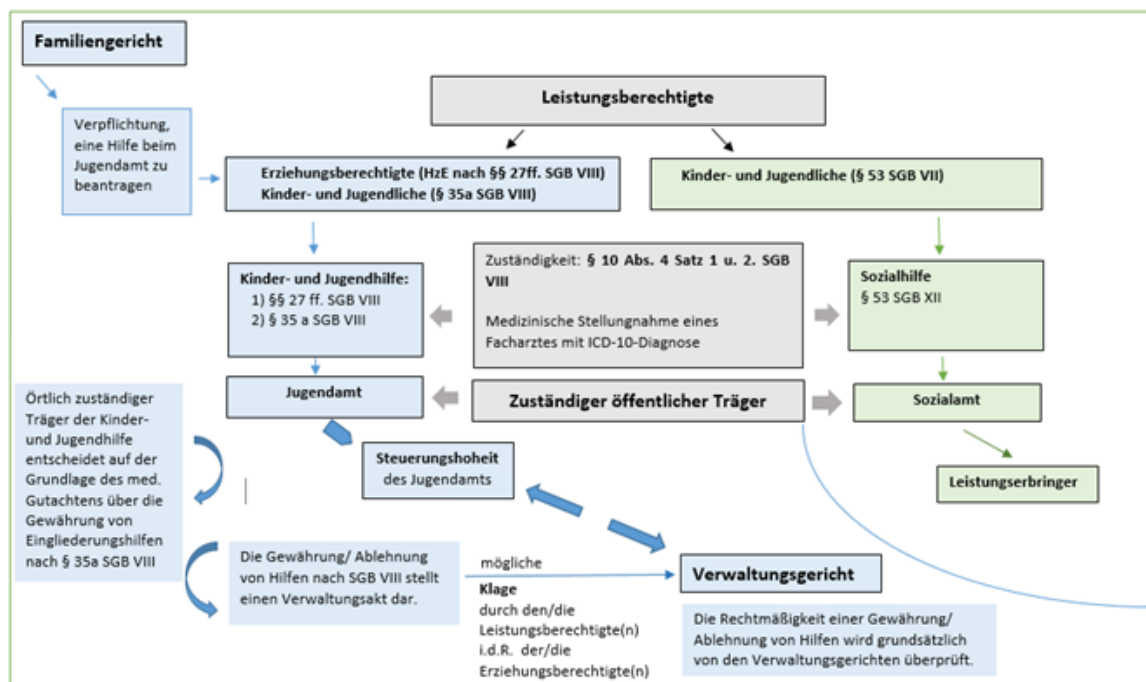 Familiengericht
Leistungsberechtigte
Verpflichtung,
eine Hilfe beim
Jugendamt zu
beantragen
Erziehungsberechtigte (HzE nach §§ 27ff. SGB VIII)
Kinder- und Jugendliche (§ 35a SGB VIII)
Kinder- und Jugendliche (§ 53 SGB VII)
Kinder- und Jugendhilfe:
1) §§ 27 ff. SGB VIII
2) § 35 a SGB VIII
Zuständigkeit: § 10 Abs. 4 Satz 1 u. 2. SGB
VIII
Medizinische Stellungnahme eines
Facharztes mit ICD-10-Diagnose
Sozialhilfe
§ 53 SGB XII
Jugendamt
Zuständiger öffentlicher Träger
Sozialamt
Örtlich zuständiger
Träger der Kinder-
und Jugendhilfe
entscheidet auf der
Grundlage des med.
Gutachtens über die
Gewährung von
Eingliederungshilfen
nach § 35a SGB VIII
Steuerungshoheit
des Jugendamts
Leistungserbringer
Die Gewährung/ Ablehnung
von Hilfen nach SGB VIII stellt
einen Verwaltungsakt dar.
mögliche
Klage
durch den/die
Leistungsberechtigte(n)
i.d.R. der/die
Erziehungsberechtigte(n)
Verwaltungsgericht
Die Rechtmäßigkeit einer Gewährung/
Ablehnung von Hilfen wird grundsätzlich
von den Verwaltungsgerichten überprüft.